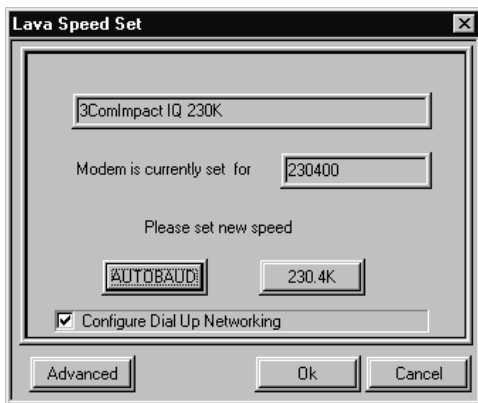 Lava Speed Set
3ComImpact IQ 230K
Modem is currently set for 230400
Please set new speed
AUTOBAUD 230.4K
Configure Dial Up Networking
Advanced Ok Cancel